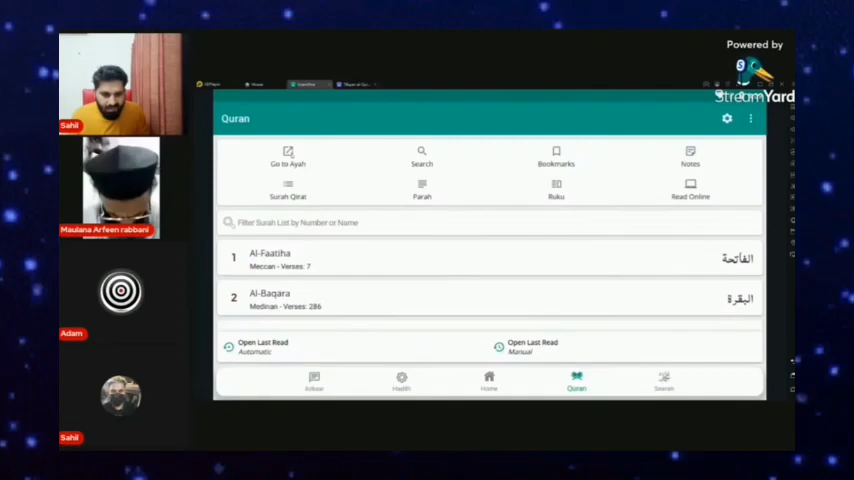 Powered by
StreamYard
Quran
Go to Ayah
Search
Bookmarks
Notes
Surah Qirat
Parah
Ruku
Read Online
Filter Surah List by Number or Name
1
Al-Faatiha
Meccan - Verses: 7
الفاتحة
2
Al-Baqara
Medinan - Verses: 286
البقرة
Open Last Read
Automatic
Open Last Read
Manual
Hadith
Home
Quran
Seerah
Sahil
Maulana Arfeen rabbani
Adam
Sahil